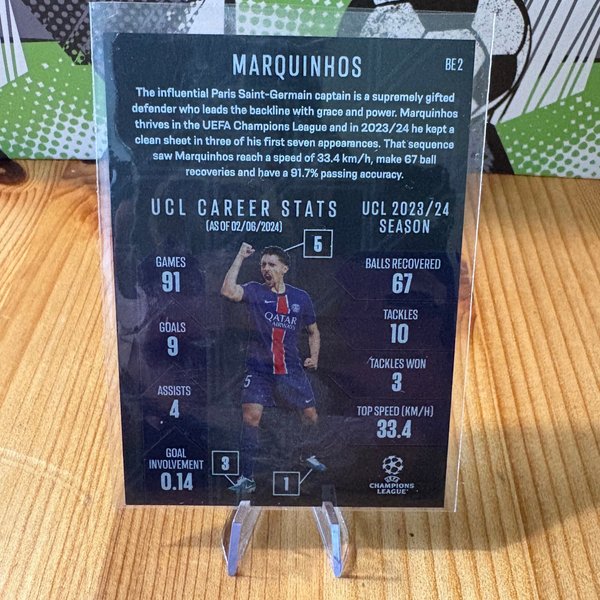 MARQUINHOS
BE2
The influential Paris Saint-Germain captain is a supremely gifted
defender who leads the backline with grace and power. Marquinhos
thrives in the UEFA Champions League and in 2023/24 he kept a
clean sheet in three of his first seven appearances. That sequence
saw Marquinhos reach a speed of 33.4 km/h, make 67 ball
recoveries and have a 91.7% passing accuracy.
UCL CAREER STATS
(AS OF 02/06/2024)
GAMES
91
GOALS
9
ASSISTS
4
GOAL
INVOLVEMENT
0.14
5
QATAR
AIRWAYS
5
3
1
UCL 2023/24
SEASON
BALLS RECOVERED
67
TACKLES
10
TACKLES WON
3
TOP SPEED (KM/H)
33.4
UEFA
CHAMPIONS
LEAGUE